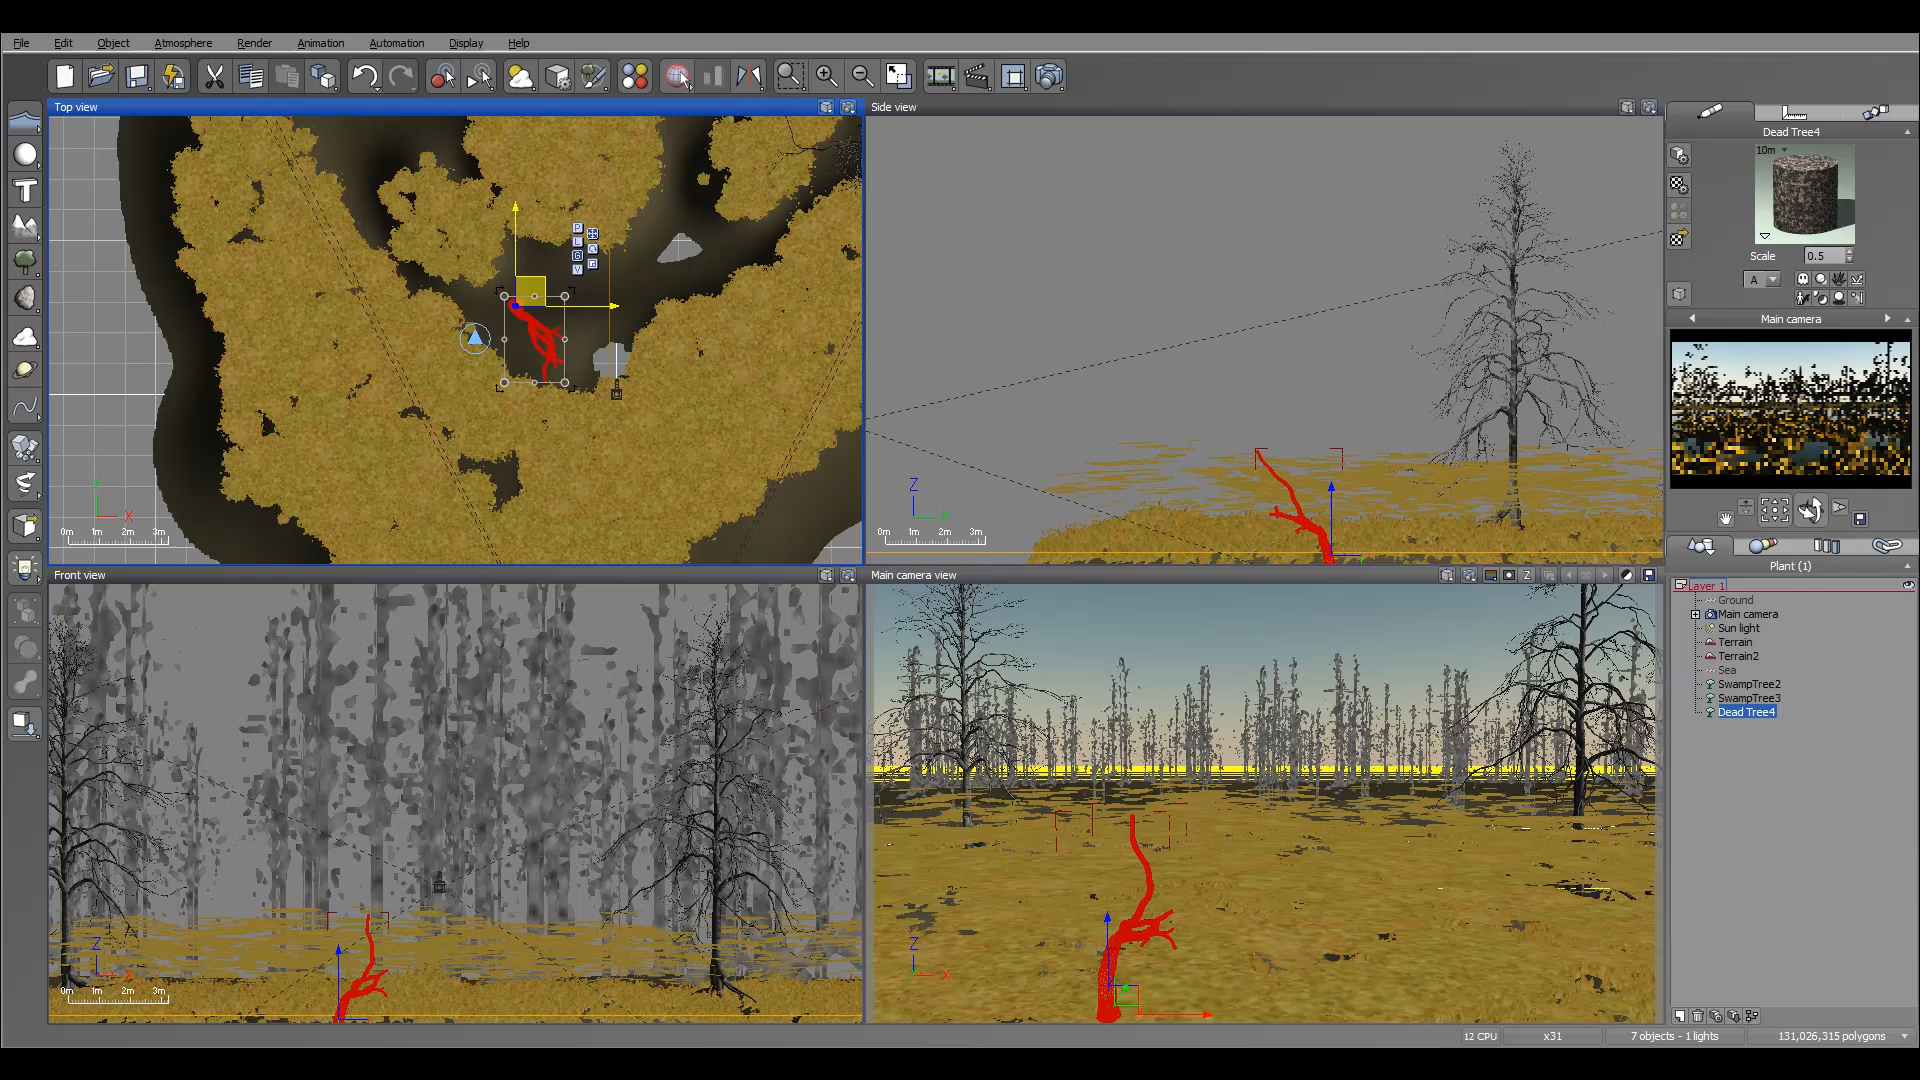 File Edit Object Atmosphere Render Animation Automation Display Help
Top view
Side view
Dead Tree4
10m
P
L
G
V
Scale 0.5
A
Main camera
Z
Y
X
0m 1m 2m 3m
0m 1m 2m 3m
Plant (1)
Front view
Main camera view
Z
Layer 1
Ground
Main camera
Sun light
Terrain
Terrain2
Sea
SwampTree2
SwampTree3
Dead Tree4
Z
X
0m 1m 2m 3m
Z
X
12 CPU
x31
7 objects - 1 lights
131,026,315 polygons